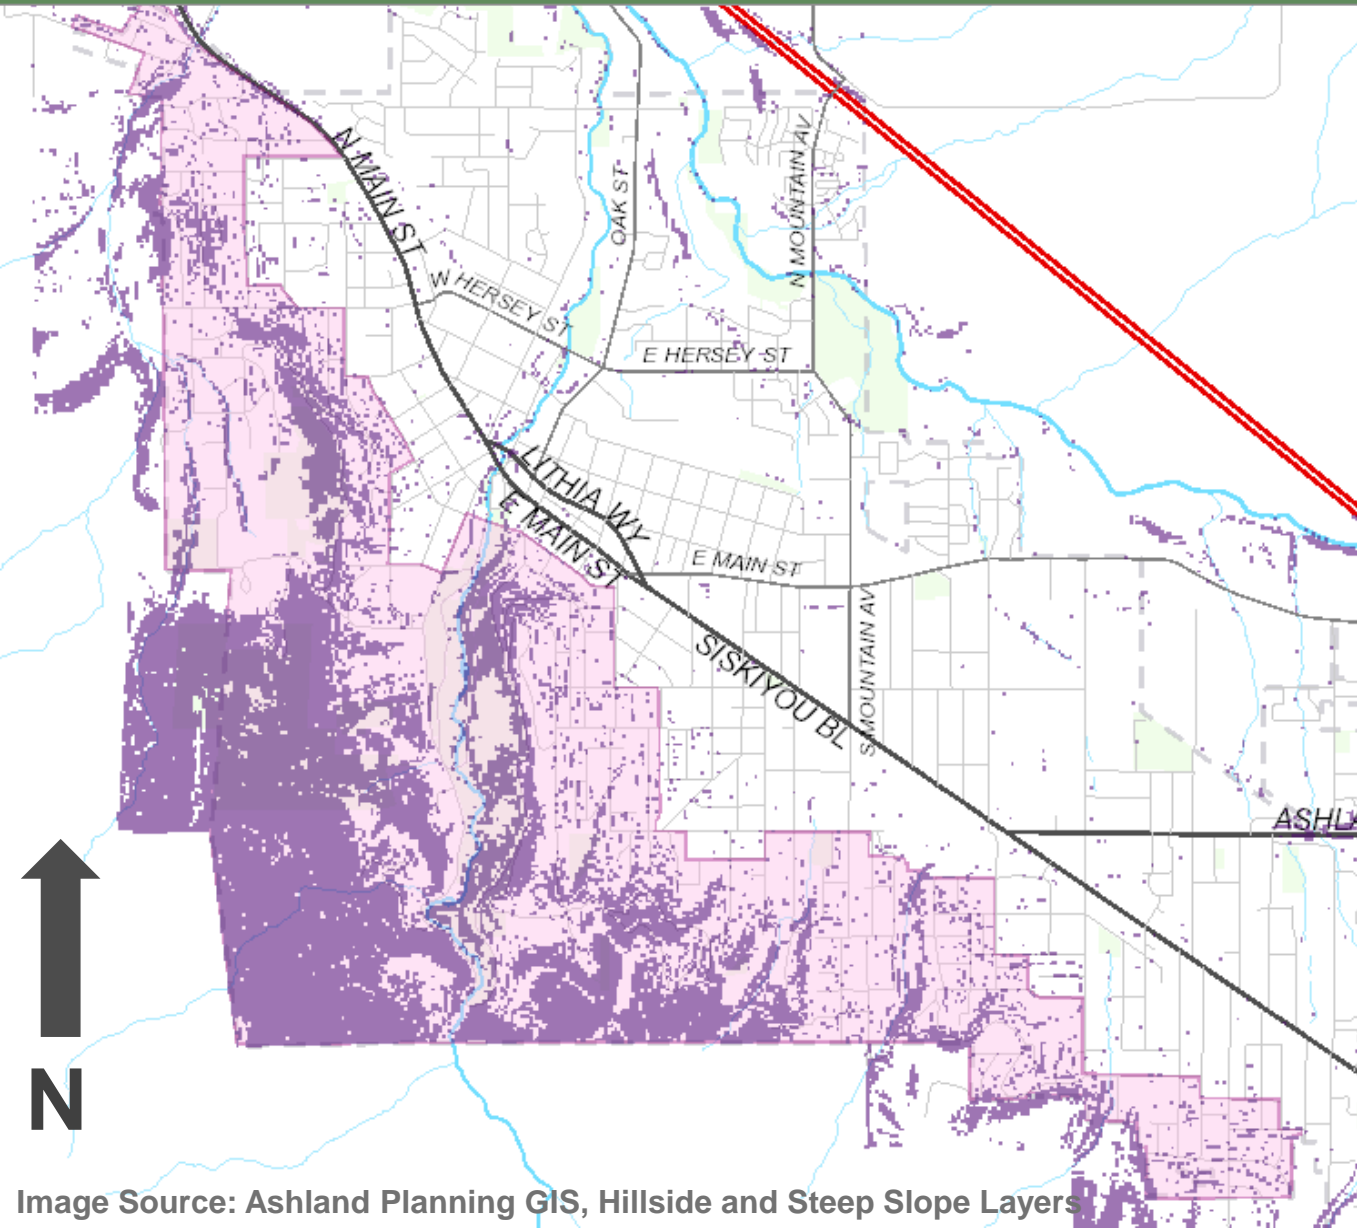 N MAIN ST
OAK ST
N MOUNTAIN AV
W HERSEY ST
E HERSEY ST
LITHIA WY
E MAIN ST
E MAIN ST
SISKIYOU BL
S MOUNTAIN AV
ASHLA
N
Image Source: Ashland Planning GIS, Hillside and Steep Slope Layers